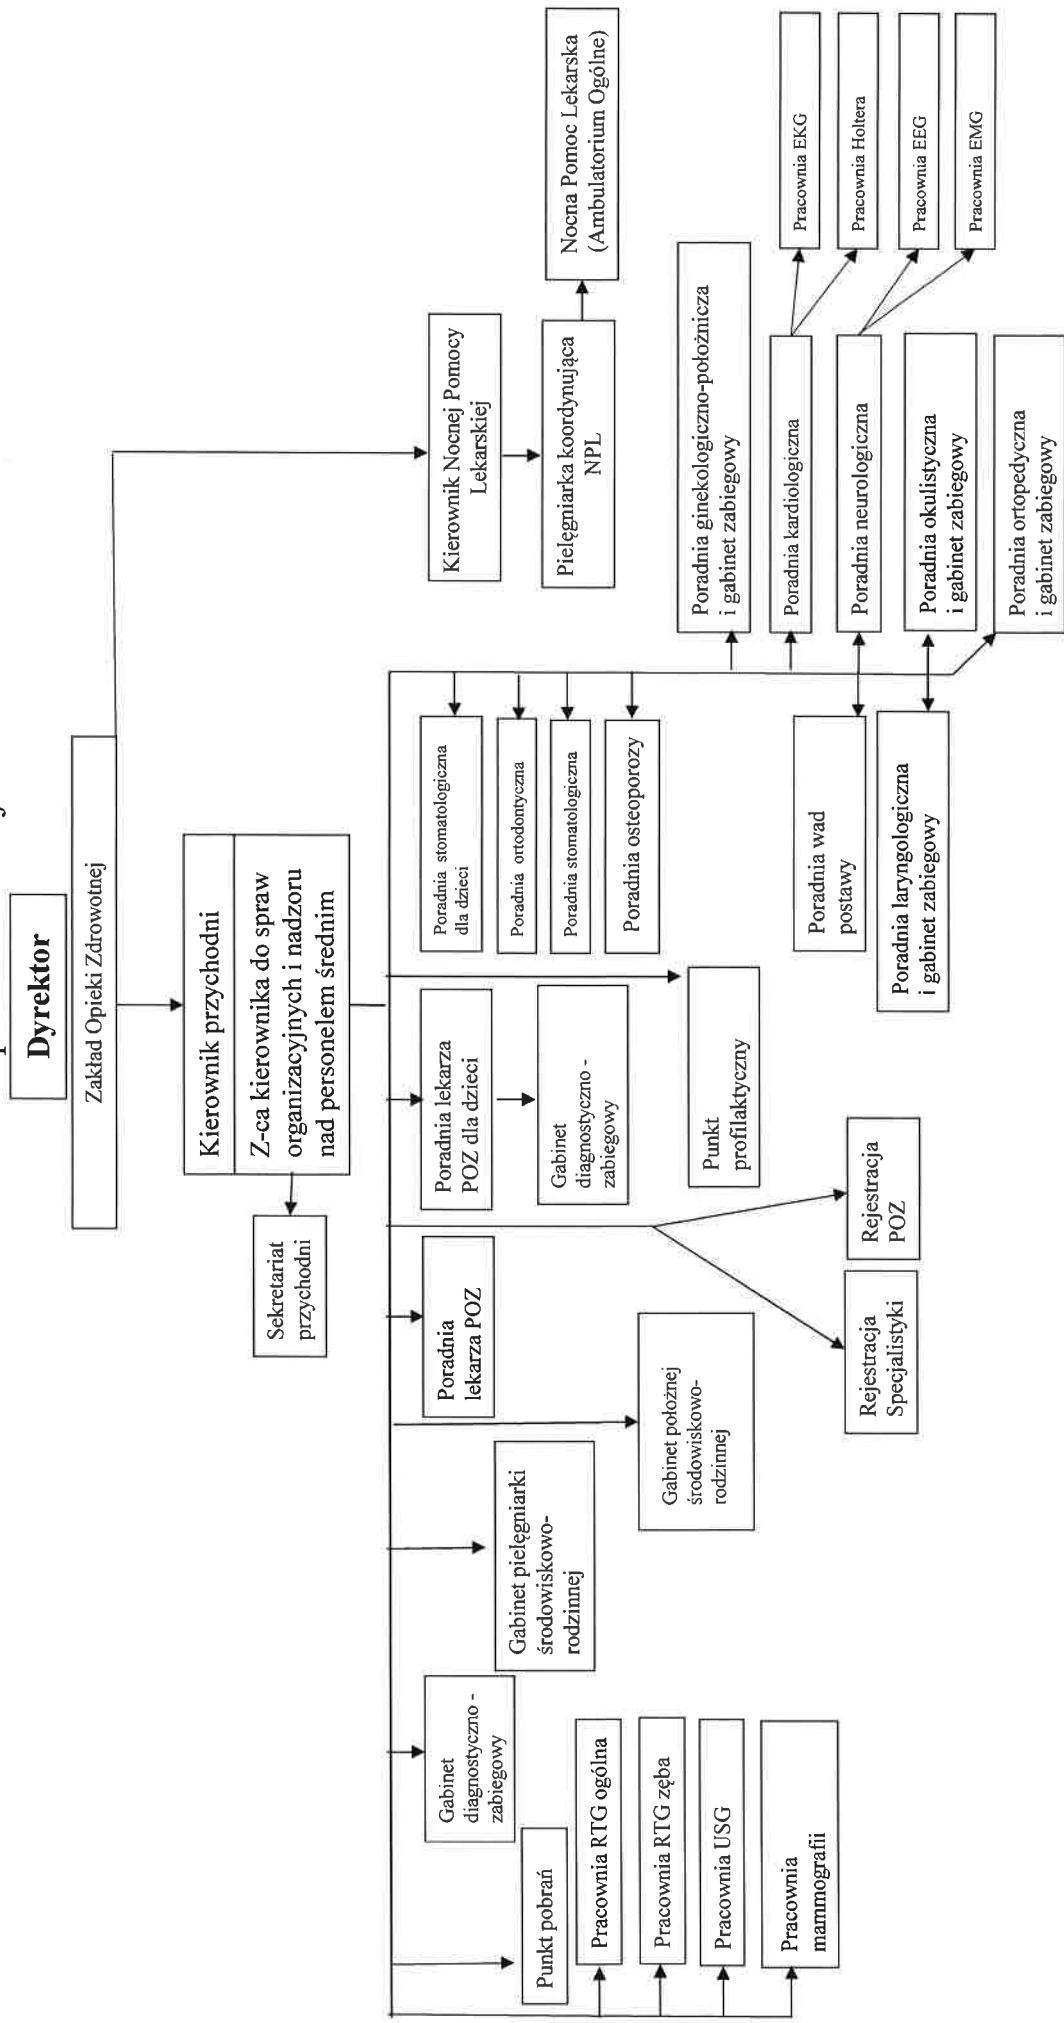 Dyrektor
Zakład Opieki Zdrowotnej
Kierownik przychodni
Z-ca kierownika do spraw
organizacyjnych i nadzoru
nad personelem średnim
Sekretariat
przychodni
Kierownik Nocnej Pomocy
Lekarskiej
Pielęgniarka koordynująca
NPL
Nocna Pomoc Lekarska
(Ambulatorium Ogólne)
Gabinet
diagnostyczno -
zabiegowy
Punkt pobrań
Pracownia RTG ogólna
Pracownia RTG zęba
Pracownia USG
Pracownia
mammografii
Gabinet pielęgniarki
środowiskowo-
rodzinnej
Poradnia
lekarza POZ
Gabinet położnej
środowiskowo-
rodzinnej
Rejestracja
Specjalistyki
Rejestracja
POZ
Poradnia lekarza
POZ dla dzieci
Gabinet
diagnostyczno -
zabiegowy
Punkt
profilaktyczny
Poradnia stomatologiczna
dla dzieci
Poradnia ortodontyczna
Poradnia stomatologiczna
Poradnia osteoporozy
Poradnia wad
postawy
Poradnia laryngologiczna
i gabinet zabiegowy
Poradnia ginekologiczno-położnicza
i gabinet zabiegowy
Poradnia kardiologiczna
Poradnia neurologiczna
Poradnia okulistyczna
i gabinet zabiegowy
Poradnia ortopedyczna
i gabinet zabiegowy
Pracownia EKG
Pracownia Holtera
Pracownia EEG
Pracownia EMG